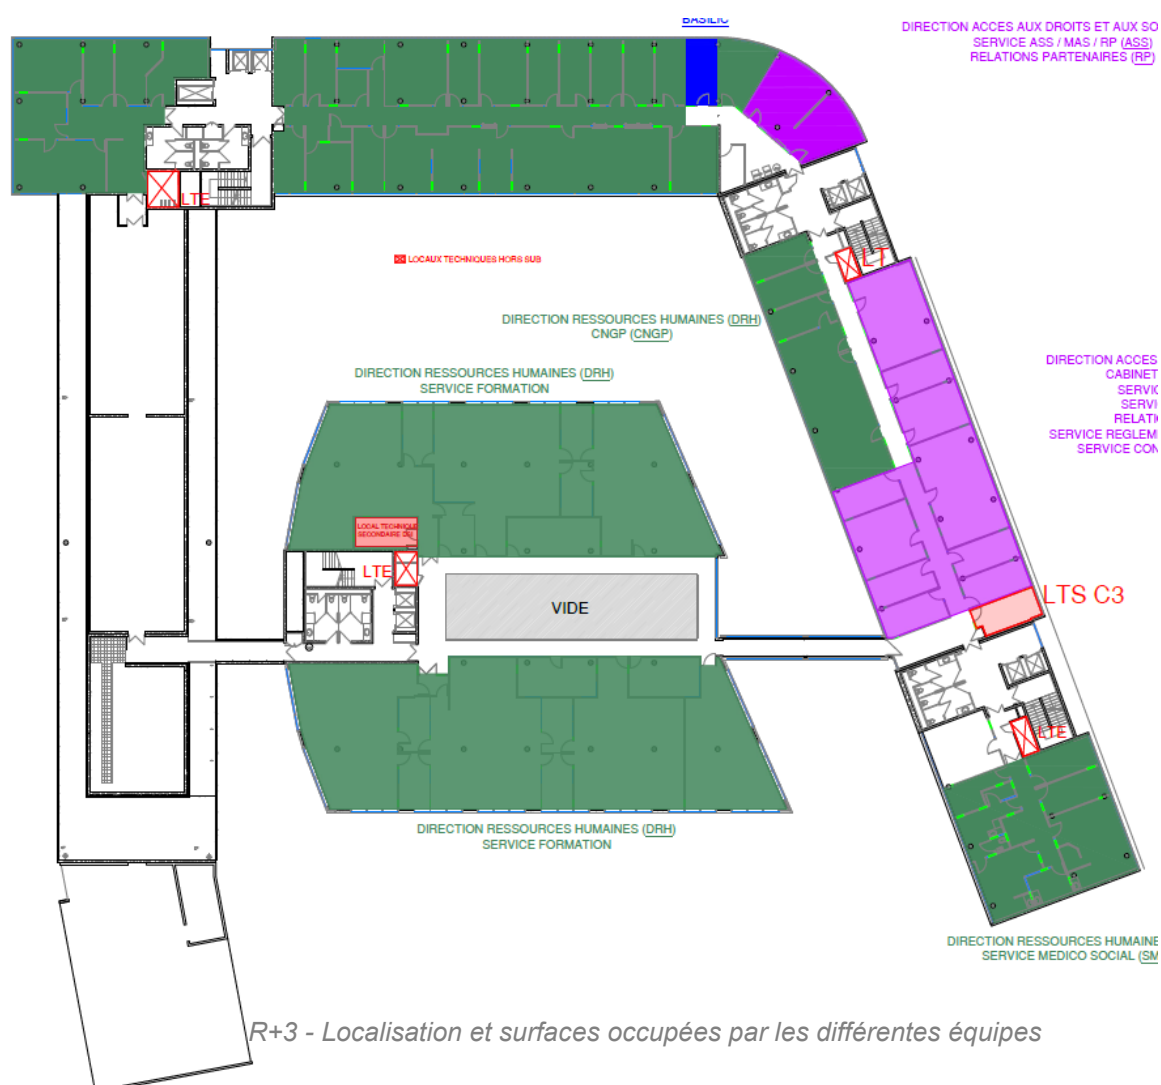 BASILIC
DIRECTION ACCES AUX DROITS ET AUX SO
SERVICE ASS / MAS / RP (ASS)
RELATIONS PARTENAIRES (RP)
LTE
LT
LOCAUX TECHNIQUES HORS SUB
DIRECTION RESSOURCES HUMAINES (DRH)
CNGP (CNGP)
DIRECTION RESSOURCES HUMAINES (DRH)
SERVICE FORMATION
DIRECTION ACCES
CABINET
SERVIC
SERVI
RELATI
SERVICE REGLEM
SERVICE CON
LOCAL TECHNIQUE
SECONDAIRE DSI
LTE
VIDE
LTS C3
LTE
DIRECTION RESSOURCES HUMAINES (DRH)
SERVICE FORMATION
DIRECTION RESSOURCES HUMAINE
SERVICE MEDICO SOCIAL (SM
R+3 - Localisation et surfaces occupées par les différentes équipes